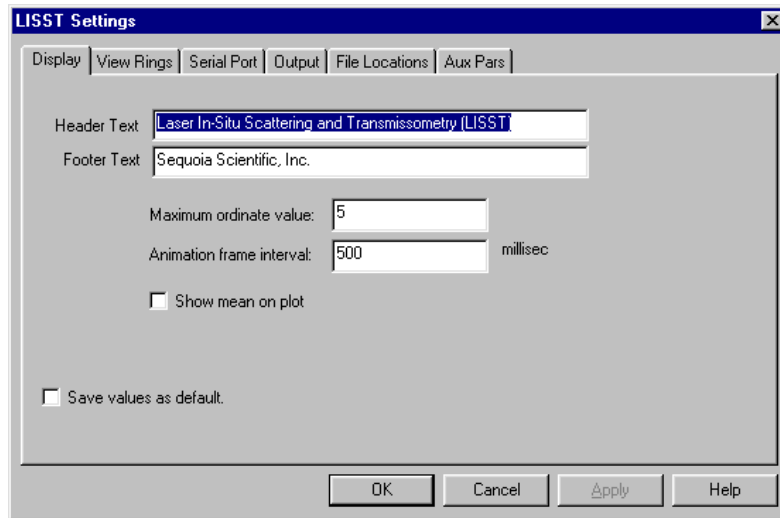 LISST Settings
Display View Rings Serial Port Output File Locations Aux Pars
Header Text Laser In-Situ Scattering and Transmissometry (LISST)
Footer Text Sequoia Scientific, Inc.
Maximum ordinate value: 5
Animation frame interval: 500 millisec
Show mean on plot
Save values as default.
OK Cancel Apply Help